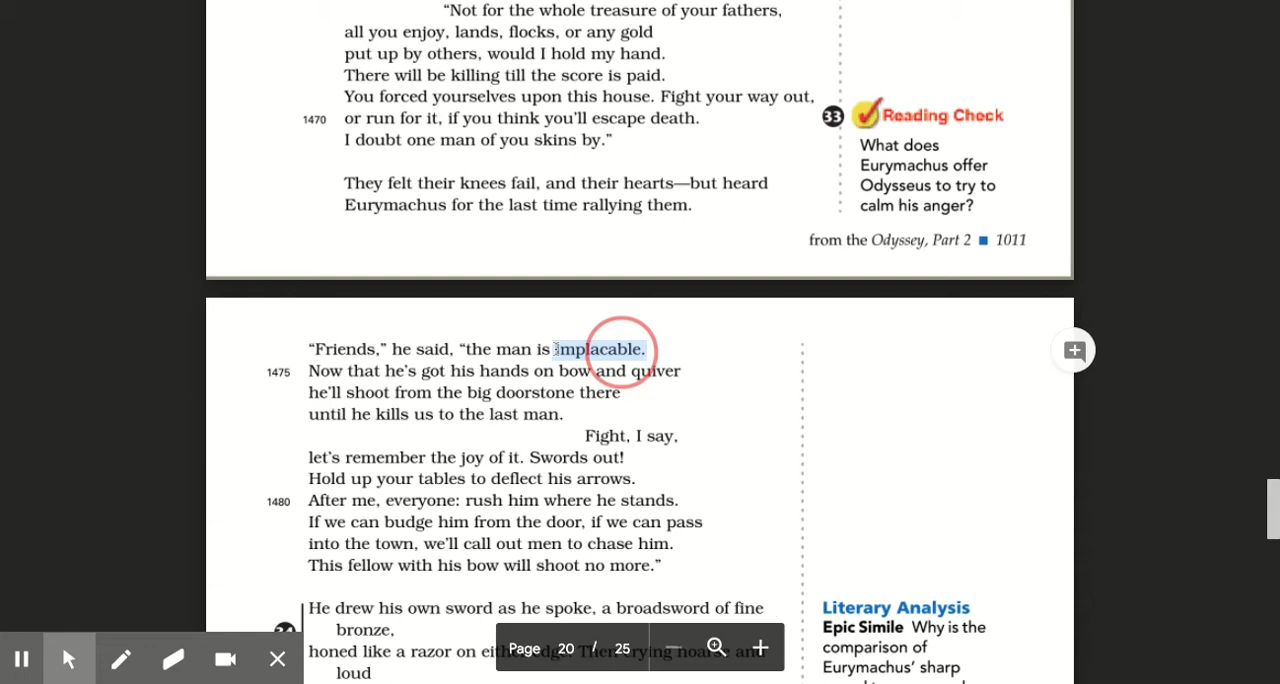 “Not for the whole treasure of your fathers,
all you enjoy, lands, flocks, or any gold
put up by others, would I hold my hand.
There will be killing till the score is paid.
You forced yourselves upon this house. Fight your way out,
1470 or run for it, if you think you’ll escape death.
I doubt one man of you skins by.”
They felt their knees fail, and their hearts—but heard
Eurymachus for the last time rallying them.
33 Reading Check
What does
Eurymachus offer
Odysseus to try to
calm his anger?
from the Odyssey, Part 2 ■ 1011
“Friends,” he said, “the man is implacable.
1475 Now that he’s got his hands on bow and quiver
he’ll shoot from the big doorstone there
until he kills us to the last man.
Fight, I say,
let’s remember the joy of it. Swords out!
Hold up your tables to deflect his arrows.
1480 After me, everyone: rush him where he stands.
If we can budge him from the door, if we can pass
into the town, we’ll call out men to chase him.
This fellow with his bow will shoot no more.”
He drew his own sword as he spoke, a broadsword of fine
bronze,
honed like a razor on either edge. Then crying hoarse and
loud
Literary Analysis
Epic Simile Why is the
comparison of
Eurymachus’ sharp
Page 20 / 25